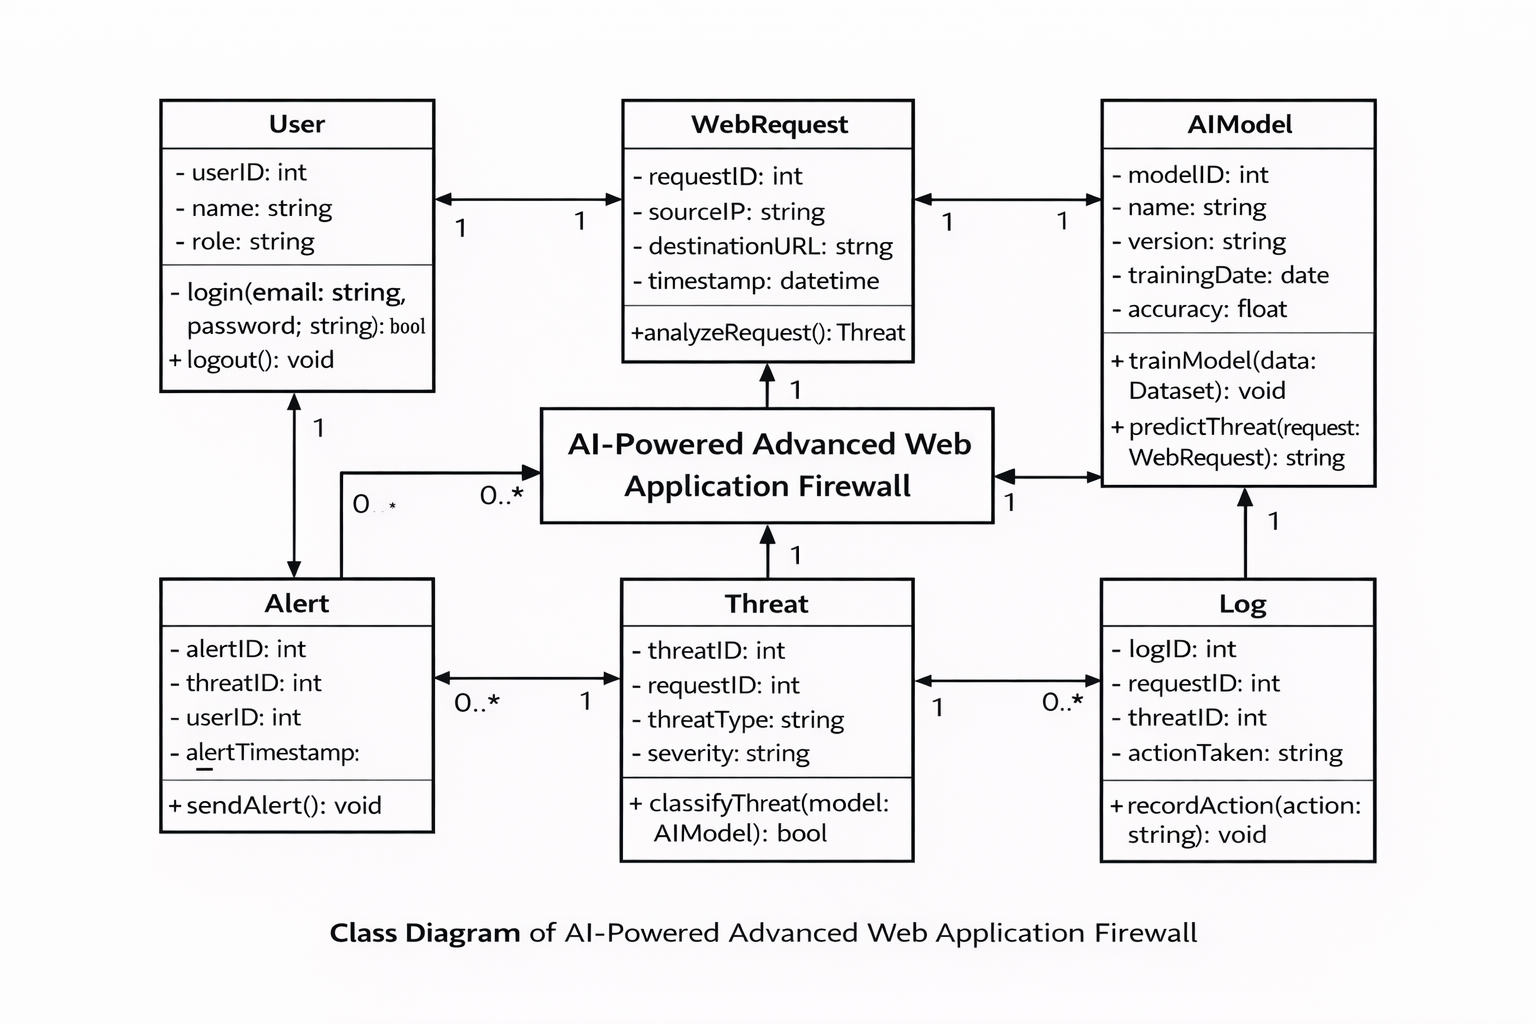 User
- userID: int
- name: string
- role: string
- login(email: string,
password; string): bool
+ logout(): void
1
1
WebRequest
- requestID: int
- sourceIP: string
- destinationURL: strng
- timestamp: datetime
+analyzeRequest(): Threat
1
1
AIModel
- modelID: int
- name: string
- version: string
- trainingDate: date
- accuracy: float
+ trainModel(data:
Dataset): void
+ predictThreat(request:
WebRequest): string
1
1
AI-Powered Advanced Web
Application Firewall
0..*
0..*
1
1
1
Alert
- alertID: int
- threatID: int
- userID: int
- alertTimestamp:
+ sendAlert(): void
0..*
1
Threat
- threatID: int
- requestID: int
- threatType: string
- severity: string
+ classifyThreat(model:
AIModel): bool
1
0..*
Log
- logID: int
- requestID: int
- threatID: int
- actionTaken: string
+ recordAction(action:
string): void
Class Diagram of AI-Powered Advanced Web Application Firewall